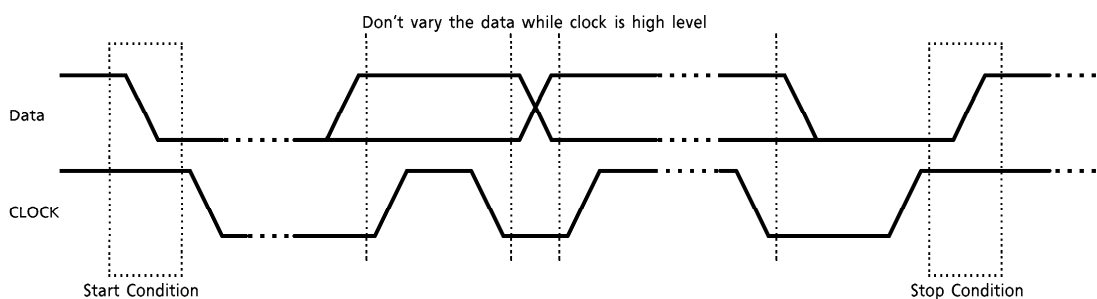 Don't vary the data while clock is high level
Data
CLOCK
Start Condition
Stop Condition